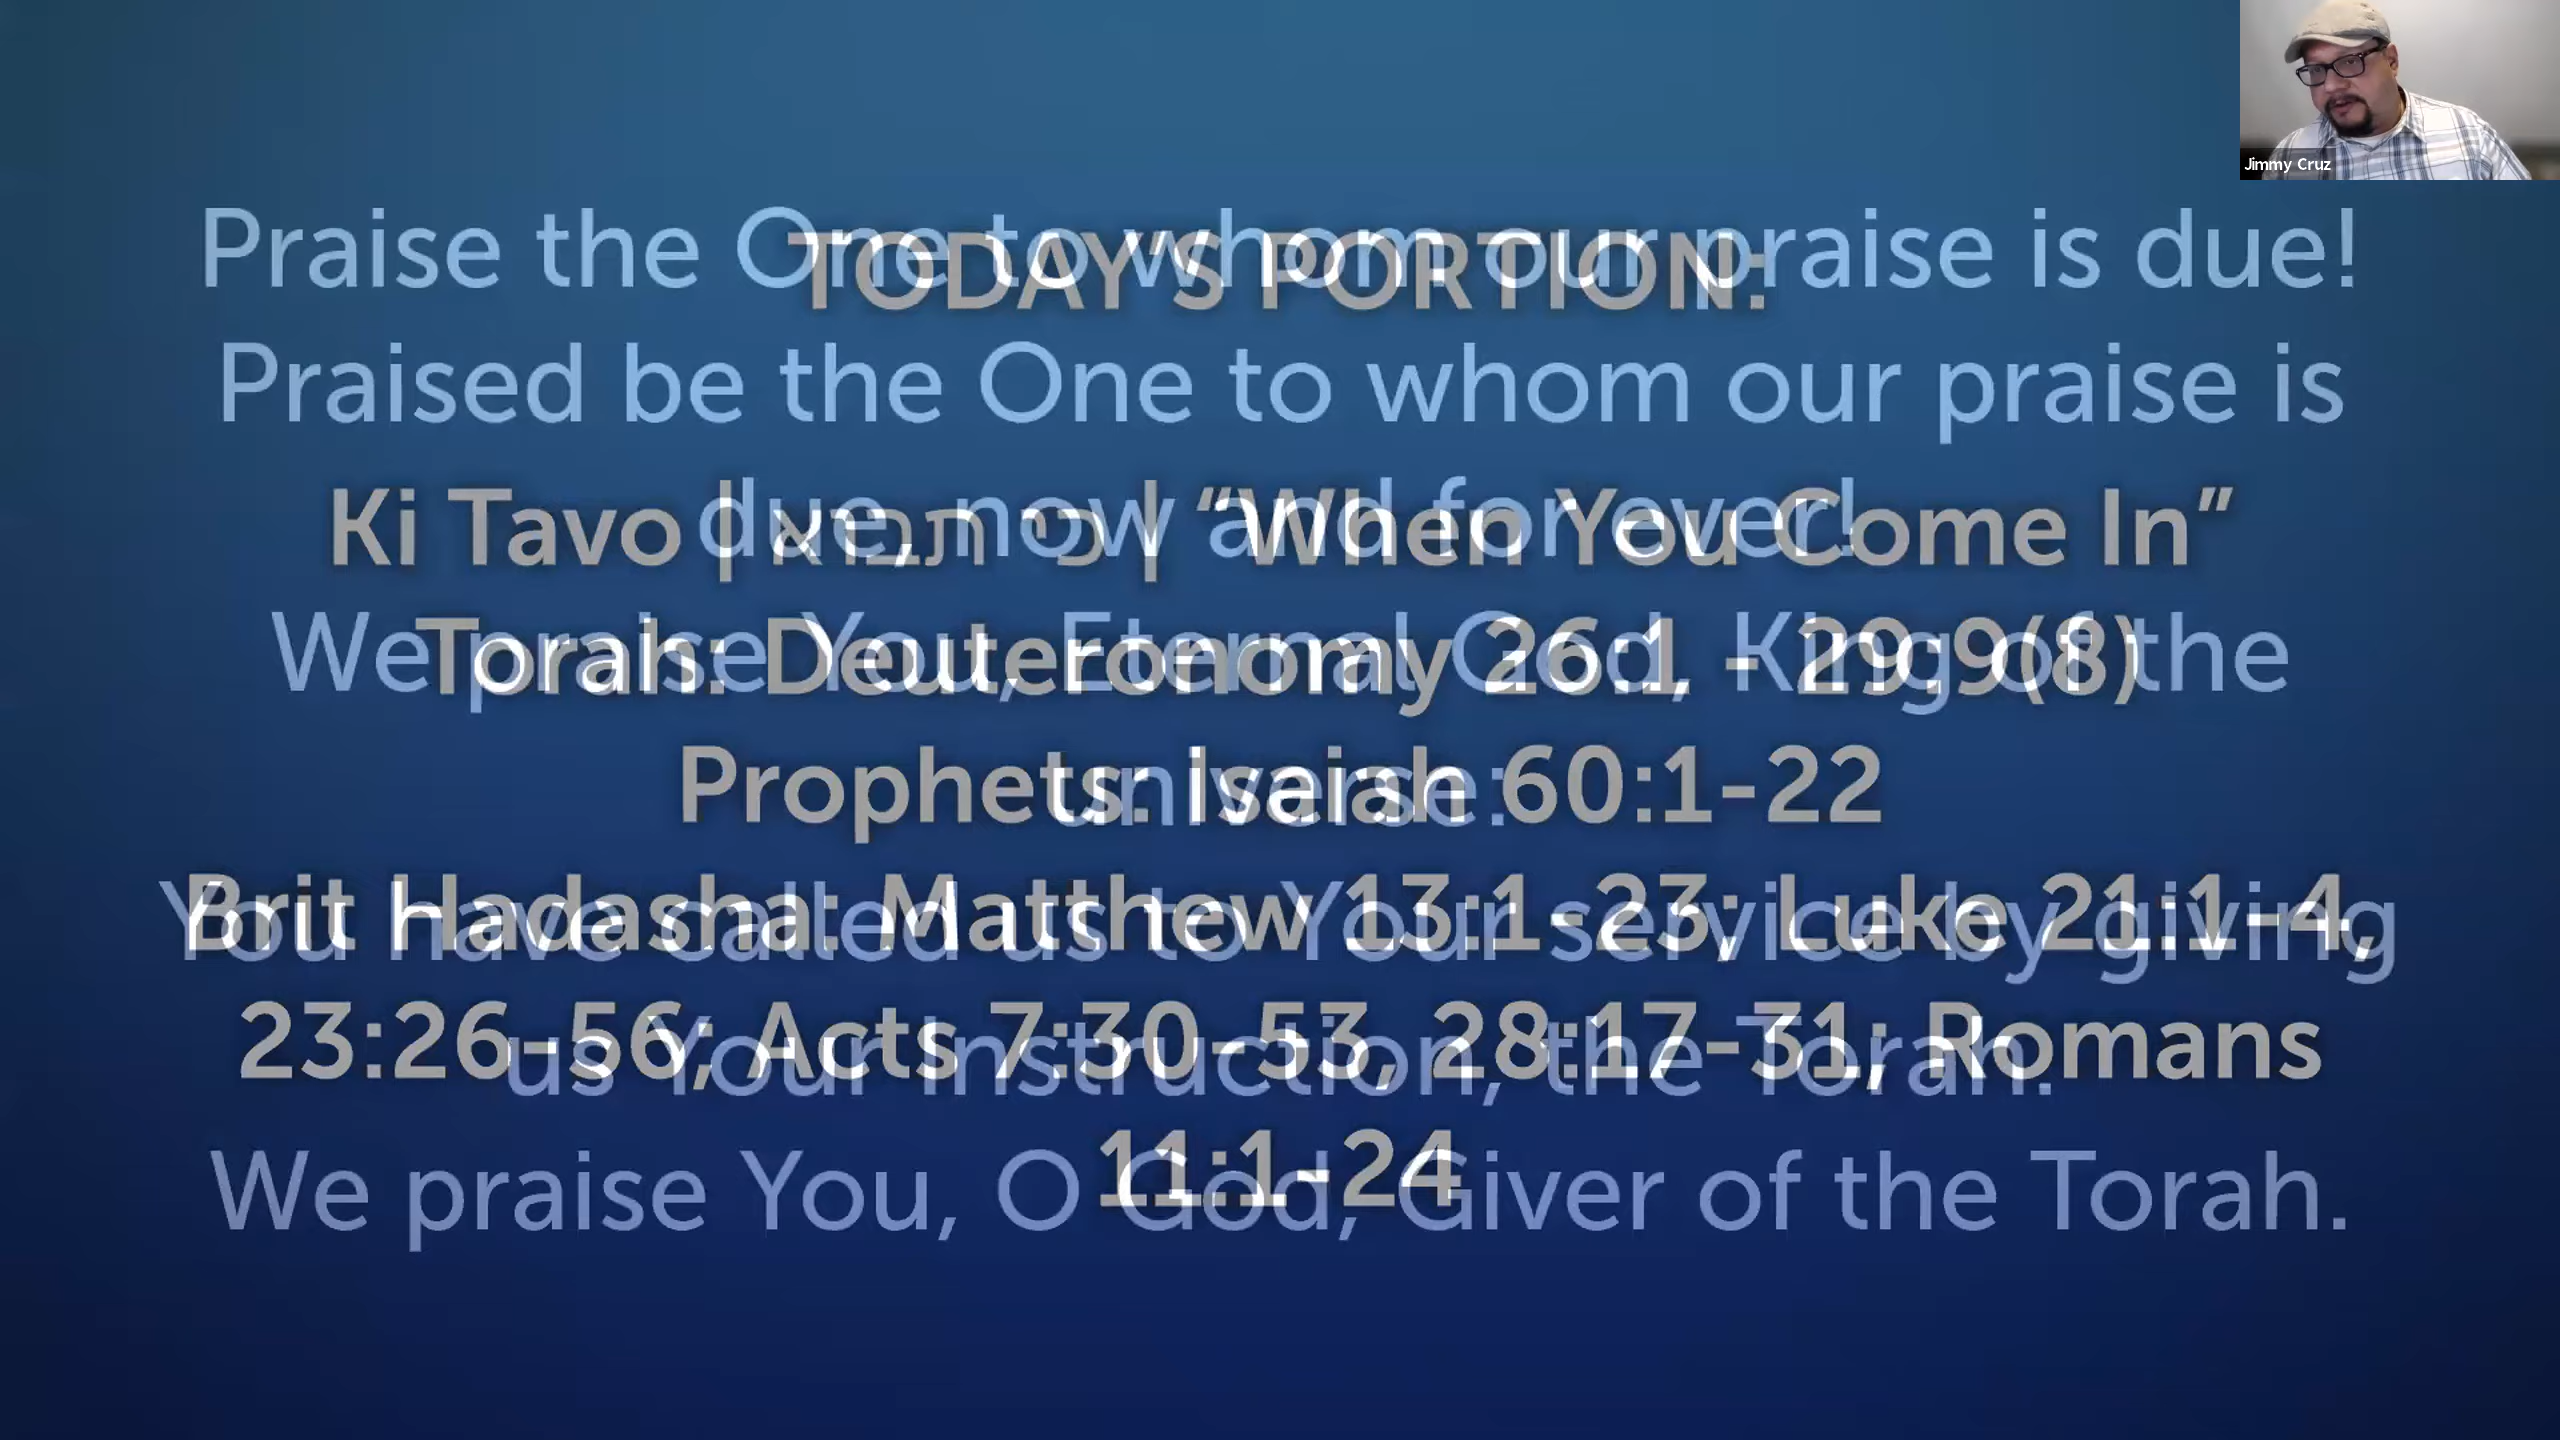 Jimmy Cruz
Praise the One to whom our praise is due!
Praised be the One to whom our praise is
due, now and for ever!
We praise You, Eternal God, King of the
universe:
You have called us to Your service by giving
us Your Instruction, the Torah.
We praise You, O God, Giver of the Torah.
TODAY’S PORTION:
Ki Tavo | כי תבוא | “When You Come In”
Torah: Deuteronomy 26:1 - 29:9(8)
Prophets: Isaiah 60:1-22
Brit Hadasha: Matthew 13:1-23; Luke 21:1-4,
23:26-56; Acts 7:30-53, 28:17-31; Romans
11:1-24